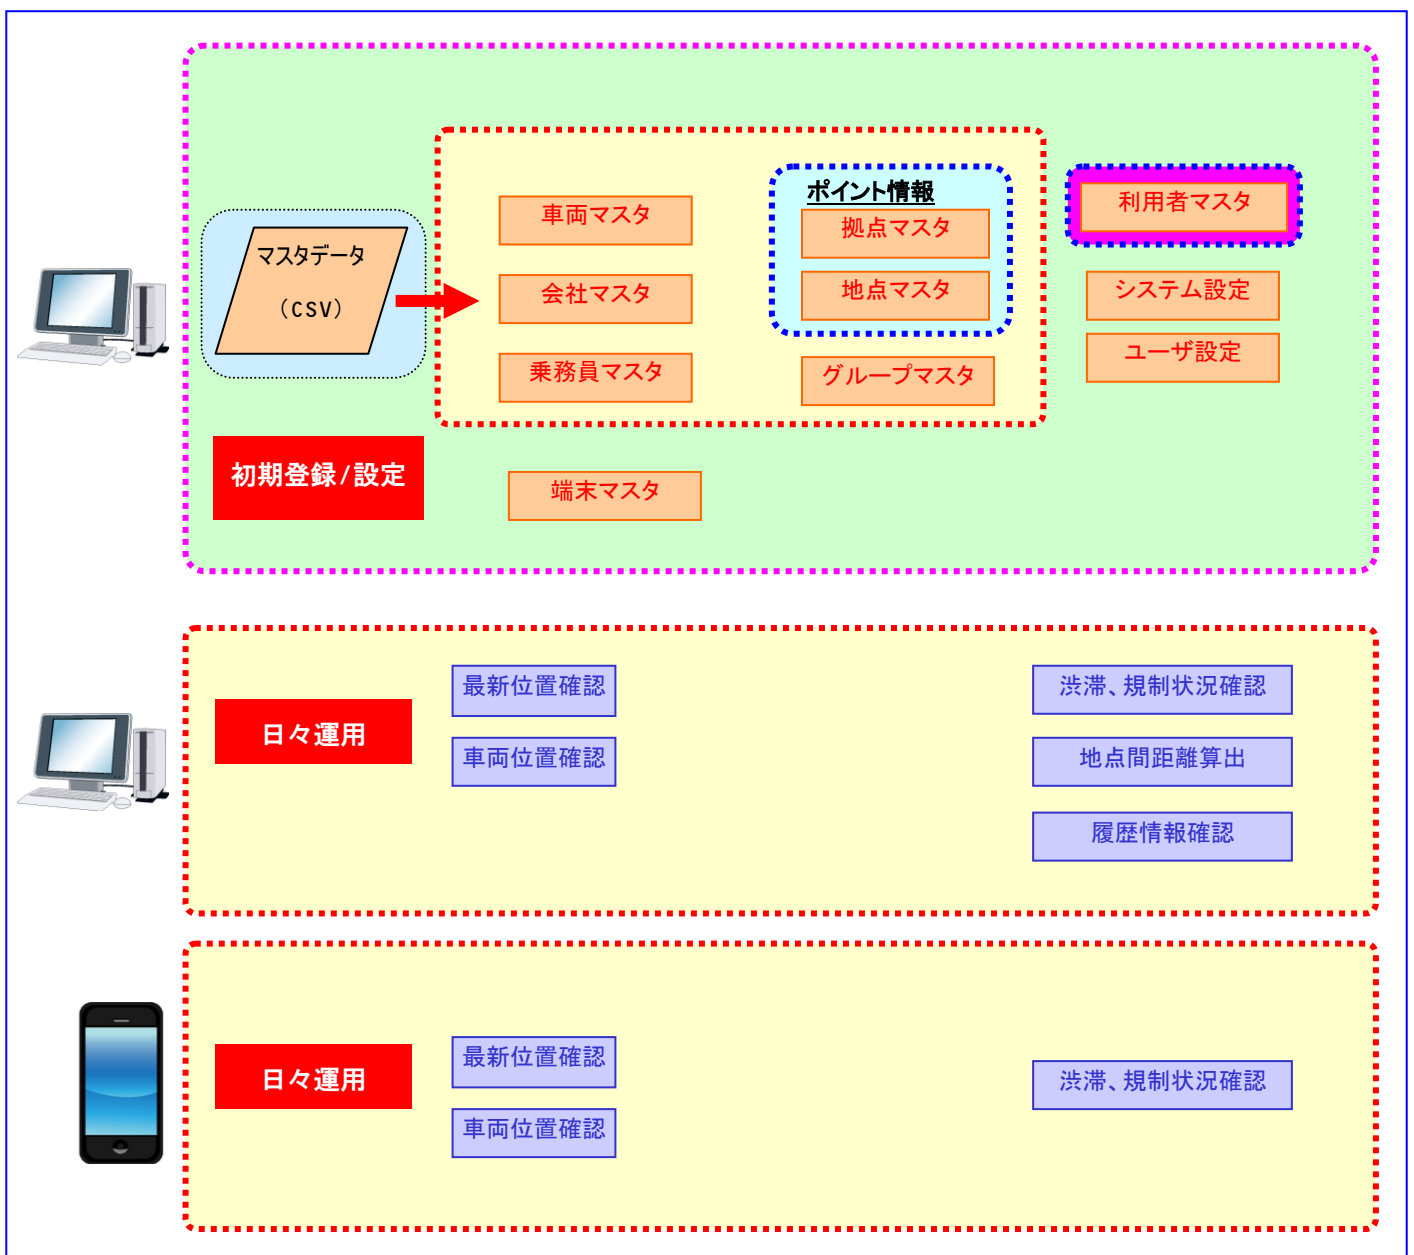 ポイント情報
車両マスタ
拠点マスタ
利用者マスタ
マスタデータ
（CSV）
会社マスタ
地点マスタ
システム設定
乗務員マスタ
グループマスタ
ユーザ設定
初期登録/設定
端末マスタ
日々運用
最新位置確認
渋滞、規制状況確認
車両位置確認
地点間距離算出
履歴情報確認
日々運用
最新位置確認
渋滞、規制状況確認
車両位置確認